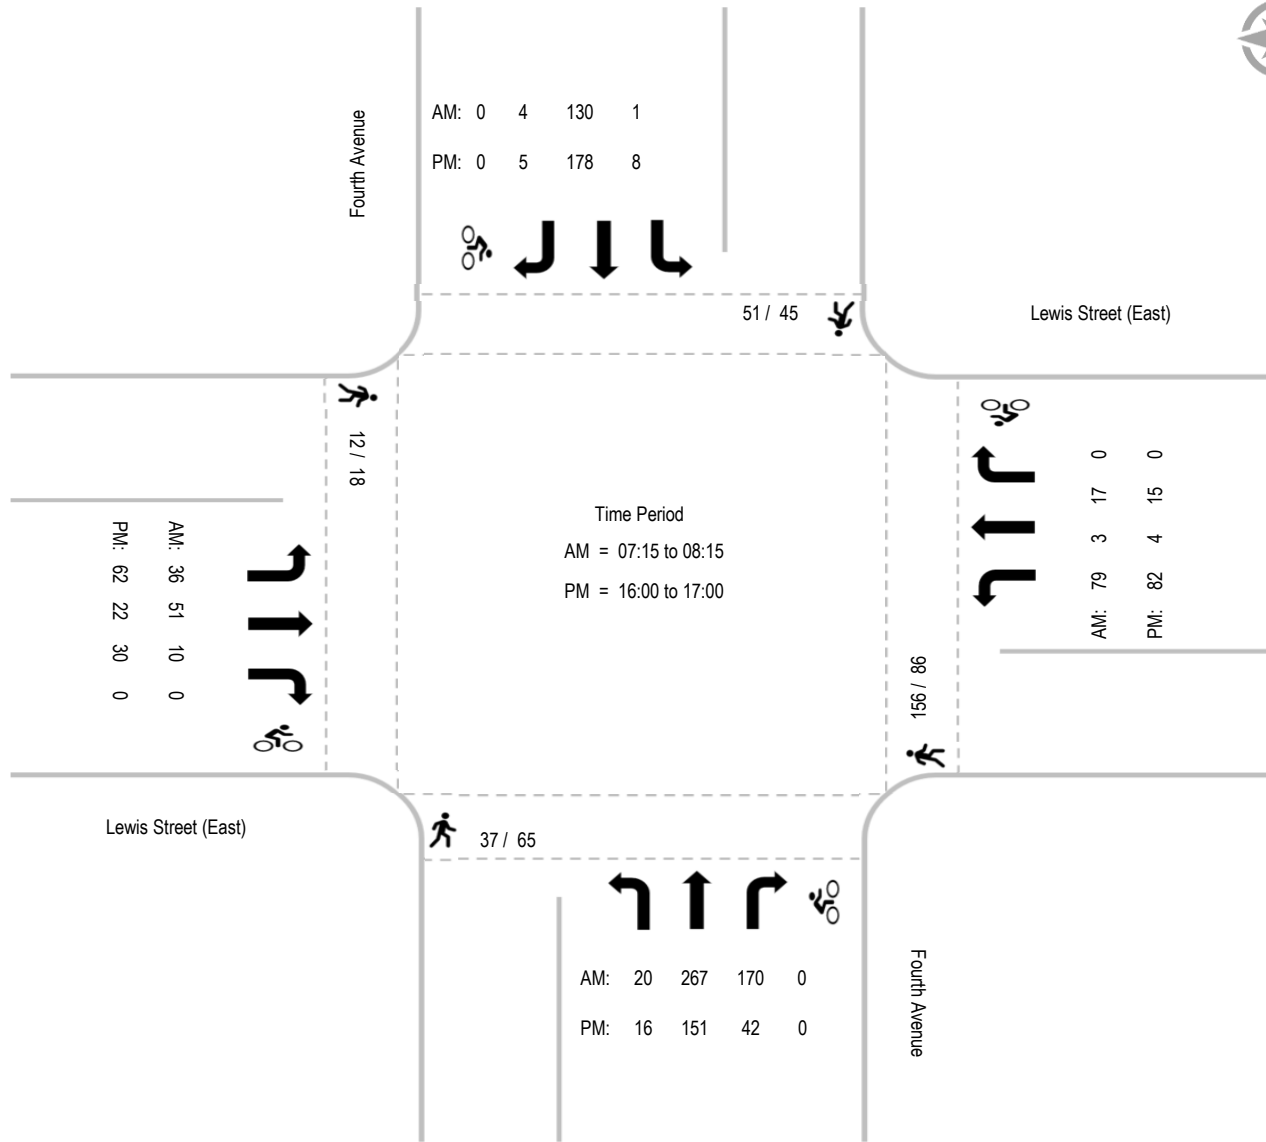 Fourth Avenue
AM: 0 4 130 1
PM: 0 5 178 8
51 / 45
Lewis Street (East)
12 / 18
AM: 36 51 10 0
PM: 62 22 30 0
Time Period
AM = 07:15 to 08:15
PM = 16:00 to 17:00
AM: 79 3 17 0
PM: 82 4 15 0
156 / 86
Lewis Street (East)
37 / 65
AM: 20 267 170 0
PM: 16 151 42 0
Fourth Avenue